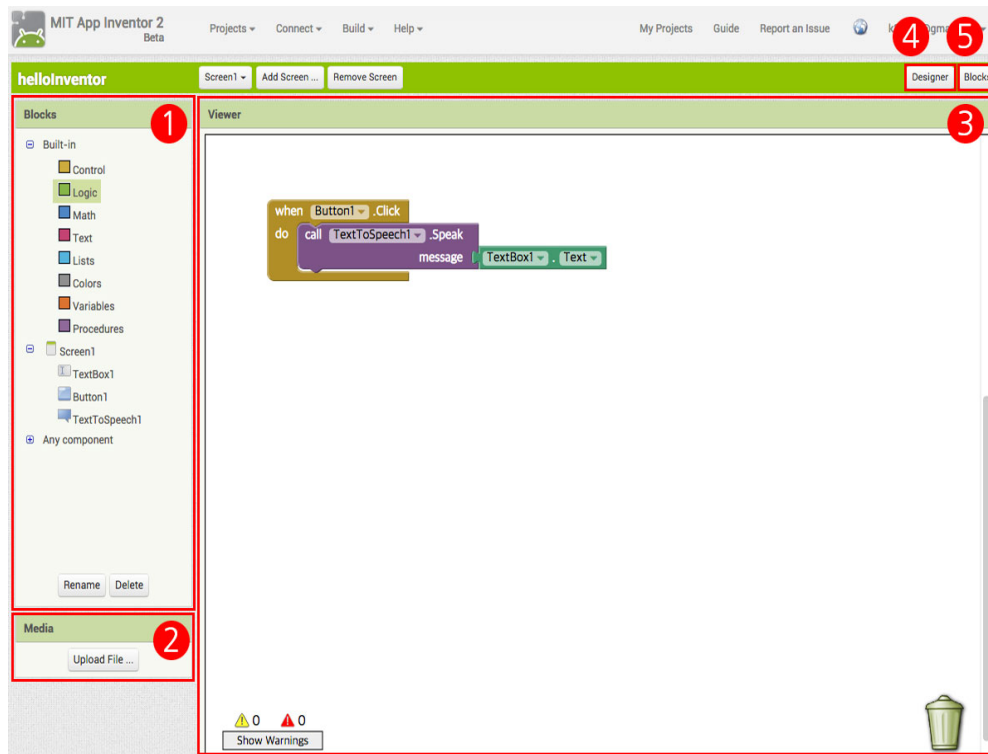 MIT App Inventor 2
Beta
Projects Connect Build Help My Projects Guide Report an Issue
4 5
helloInventor Screen1 Add Screen ... Remove Screen Designer Blocks
Blocks 1 Viewer 3
Built-in
Control
Logic
Math
Text
Lists
Colors
Variables
Procedures
Screen1
TextBox1
Button1
TextToSpeech1
Any component
when Button1 .Click
do call TextToSpeech1 .Speak
message TextBox1 . Text
Rename Delete
Media 2
Upload File ...
0 0
Show Warnings